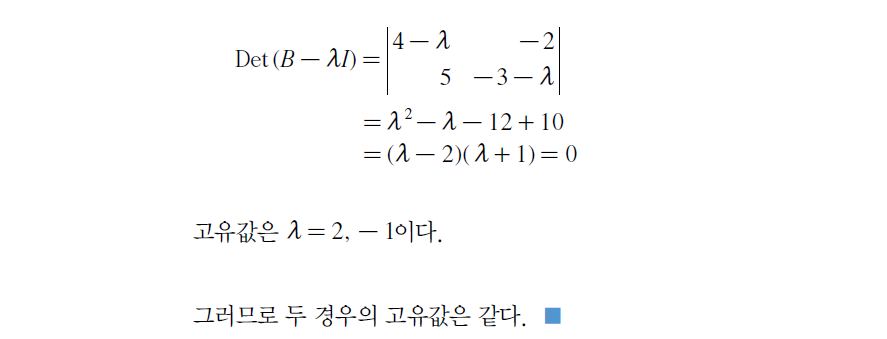 Det (B − λI) = |4 − λ −2|
|5 −3 − λ|
= λ² − λ − 12 + 10
= (λ − 2)(λ + 1) = 0
고유값은 λ = 2, − 1이다.
그러므로 두 경우의 고유값은 같다. ■